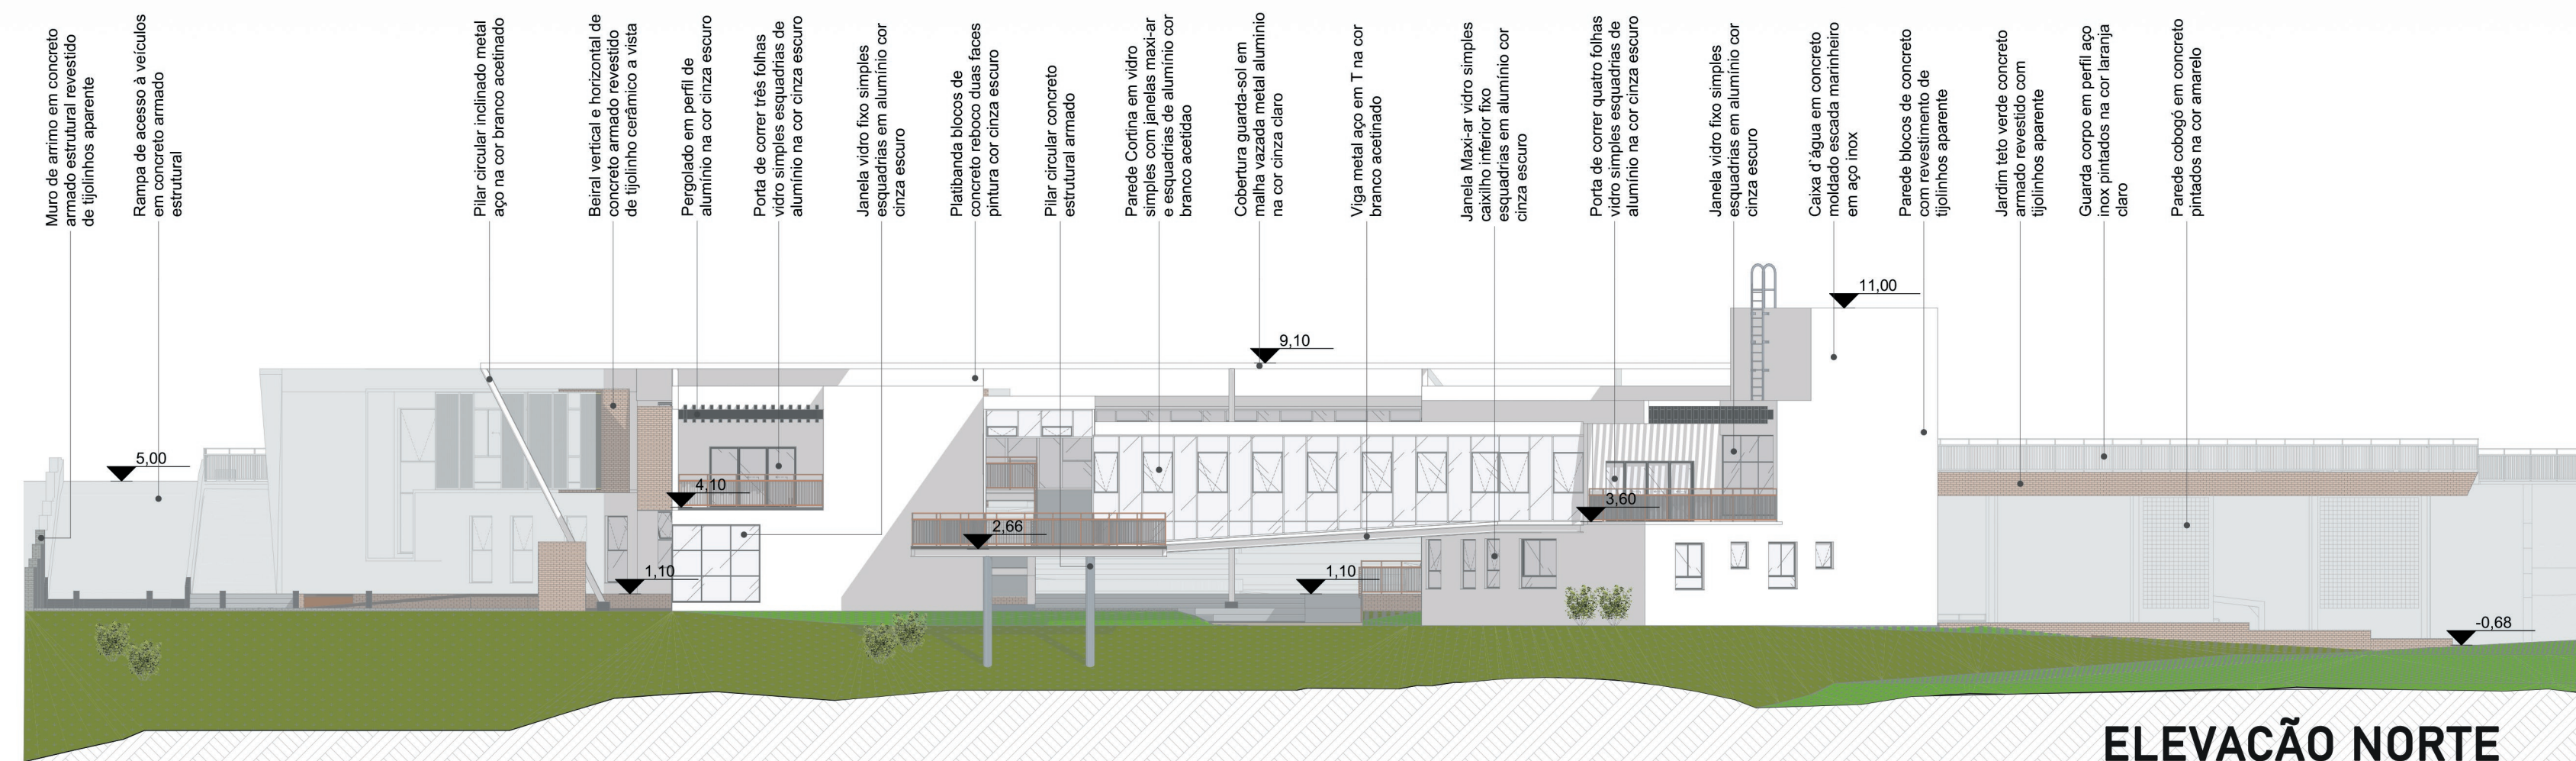 Muro de arrimo em concreto
armado estrutural revestido
de tijolinhos aparente
Rampa de acesso à veículos
em concreto armado
estrutural
Pilar circular inclinado metal
aço na cor branco acetinado
Beiral vertical e horizontal de
concreto armado revestido
de tijolinho cerâmico a vista
Pergolado em perfil de
alumínio na cor cinza escuro
Porta de correr três folhas
vidro simples esquadrias de
alumínio na cor cinza escuro
Janela vidro fixo simples
esquadrias em alumínio cor
cinza escuro
Platibanda blocos de
concreto reboco duas faces
pintura cor cinza escuro
Pilar circular concreto
estrutural armado
Parede Cortina em vidro
simples com janelas maxi-ar
e esquadrias de aluminio cor
branco acetidao
Cobertura guarda-sol em
malha vazada metal aluminio
na cor cinza claro
Viga metal aço em T na cor
branco acetinado
Janela Maxi-ar vidro simples
caixilho inferior fixo
esquadrias em alumínio cor
cinza escuro
Porta de correr quatro folhas
vidro simples esquadrias de
alumínio na cor cinza escuro
Janela vidro fixo simples
esquadrias em alumínio cor
cinza escuro
Caixa d`água em concreto
moldado escada marinheiro
em aço inox
Parede blocos de concreto
com revestimento de
tijolinhos aparente
Jardim teto verde concreto
armado revestido com
tijolinhos aparente
Guarda corpo em perfil aço
inox pintados na cor laranja
claro
Parede cobogó em concreto
pintados na cor amarelo
11,00
9,10
5,00
4,10
3,60
2,66
1,10
1,10
-0,68
ELEVAÇÃO NORTE